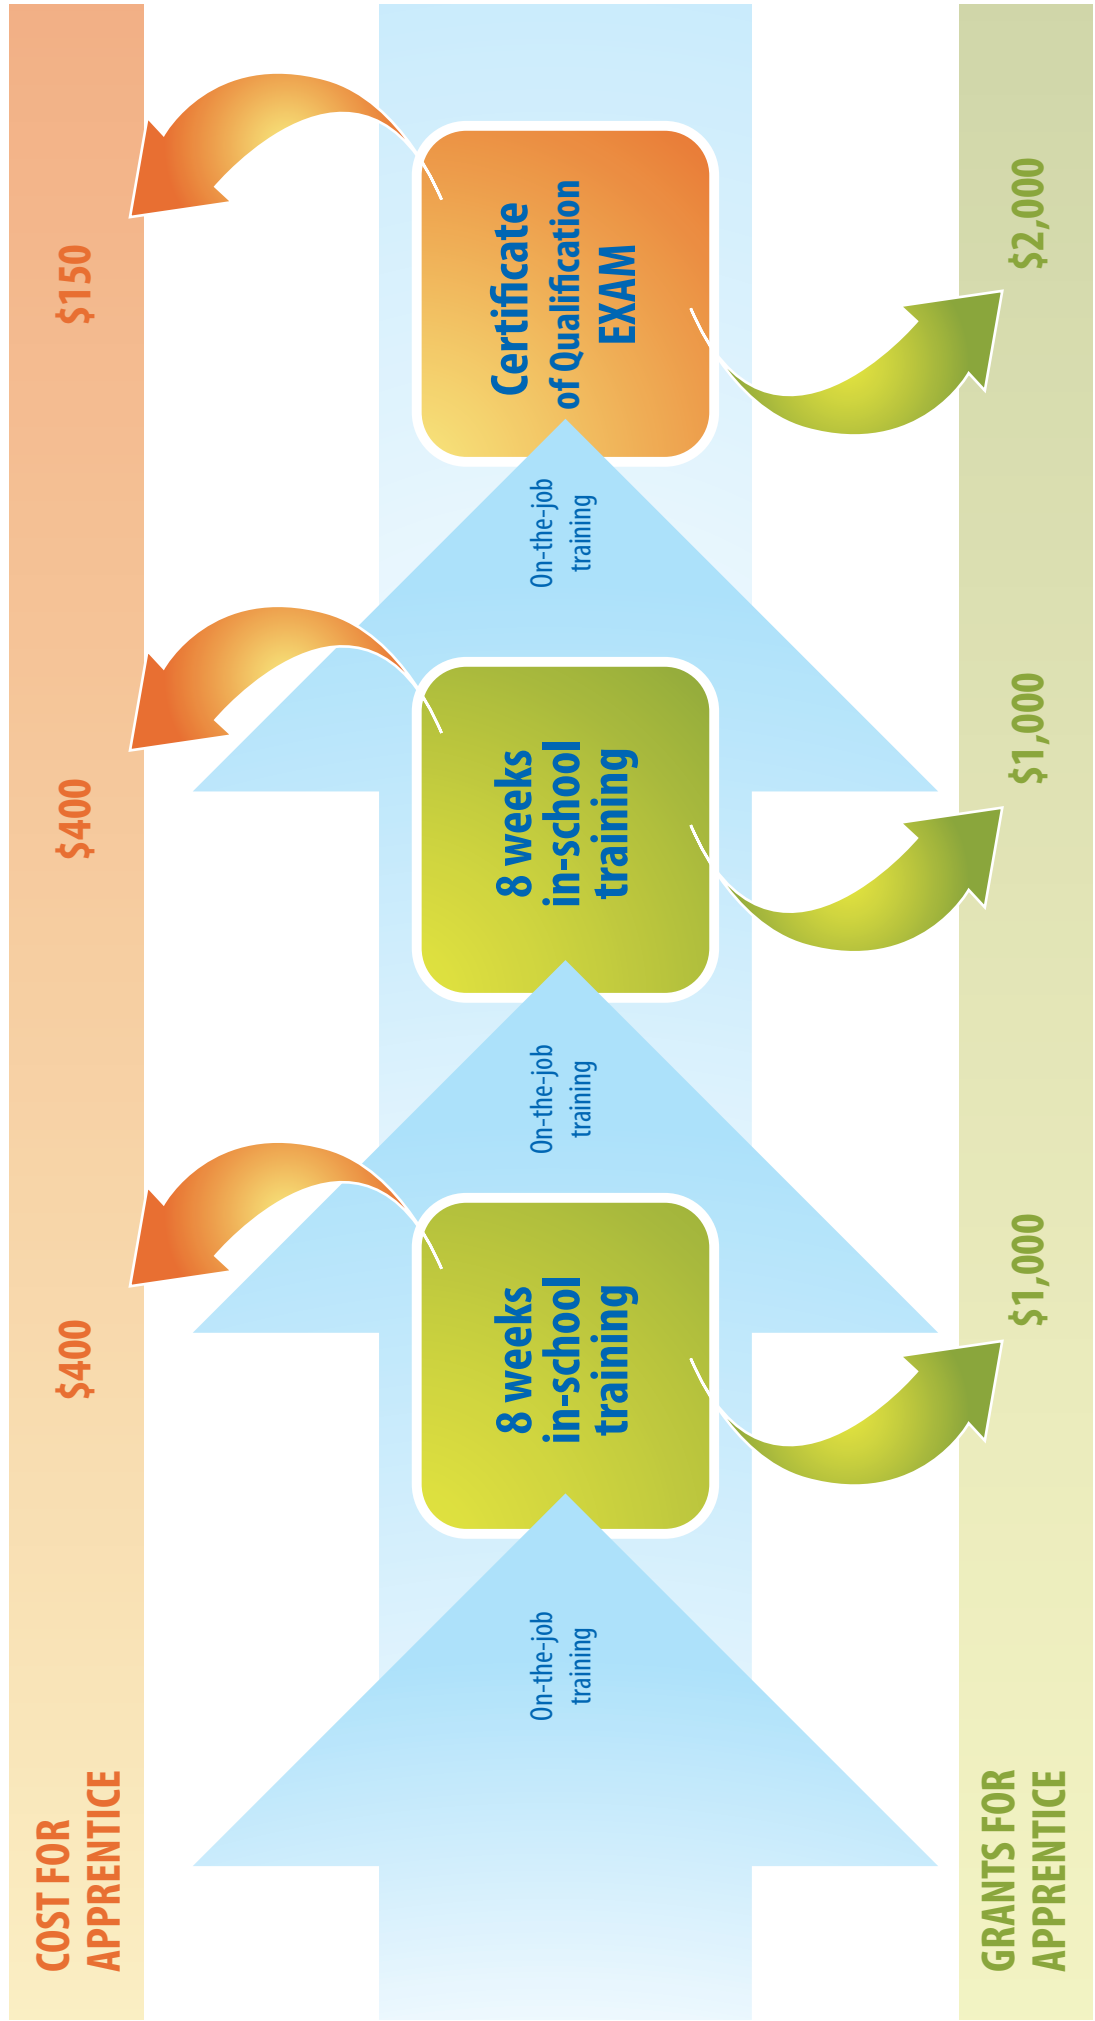 COST FOR
APPRENTICE
$400
$400
$150
On-the-job
training
8 weeks
in-school
training
On-the-job
training
8 weeks
in-school
training
On-the-job
training
Certificate
of Qualification
EXAM
GRANTS FOR
APPRENTICE
$1,000
$1,000
$2,000